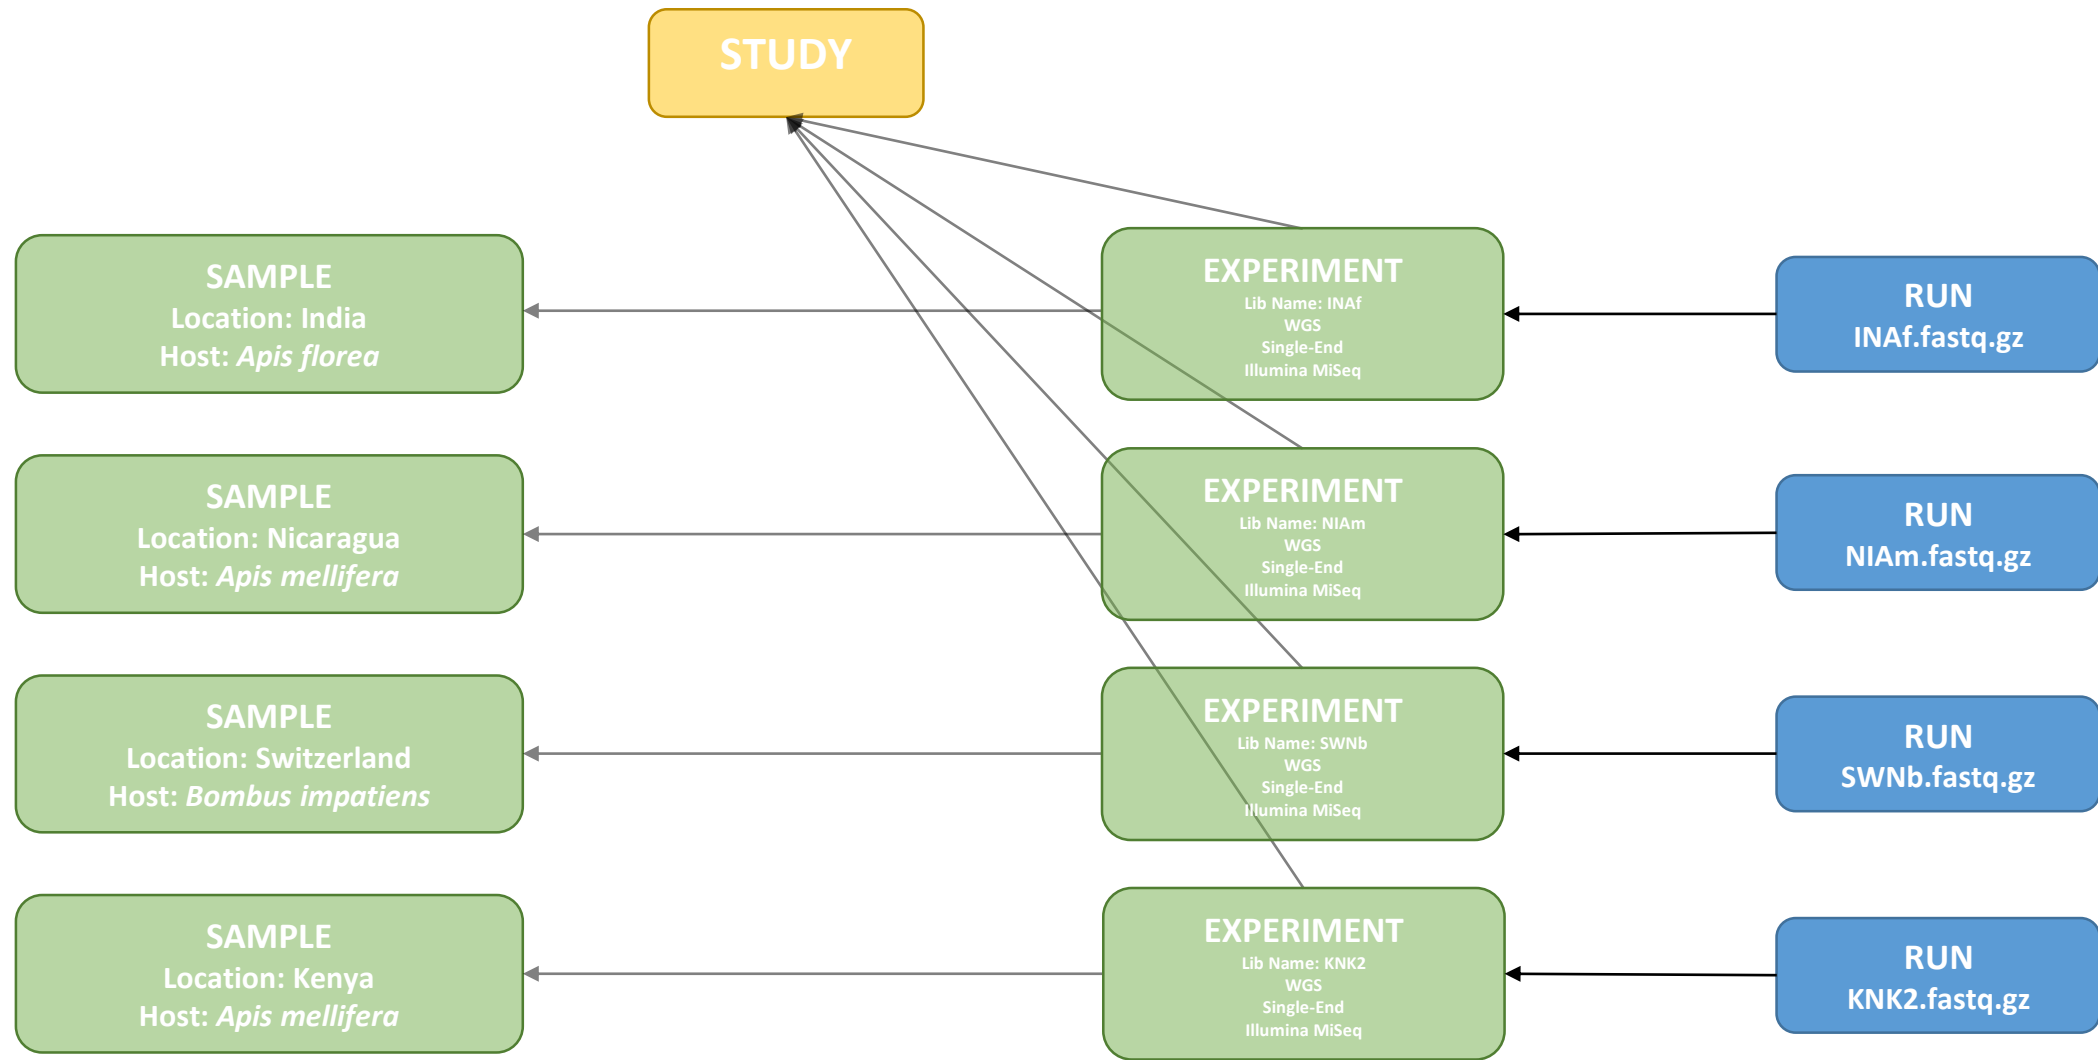 STUDY
SAMPLE
Location: India
Host: Apis florea
EXPERIMENT
Lib Name: INAf
WGS
Single-End
Illumina MiSeq
RUN
INAf.fastq.gz
SAMPLE
Location: Nicaragua
Host: Apis mellifera
EXPERIMENT
Lib Name: NIAm
WGS
Single-End
Illumina MiSeq
RUN
NIAm.fastq.gz
SAMPLE
Location: Switzerland
Host: Bombus impatiens
EXPERIMENT
Lib Name: SWNb
WGS
Single-End
Illumina MiSeq
RUN
SWNb.fastq.gz
SAMPLE
Location: Kenya
Host: Apis mellifera
EXPERIMENT
Lib Name: KNK2
WGS
Single-End
Illumina MiSeq
RUN
KNK2.fastq.gz